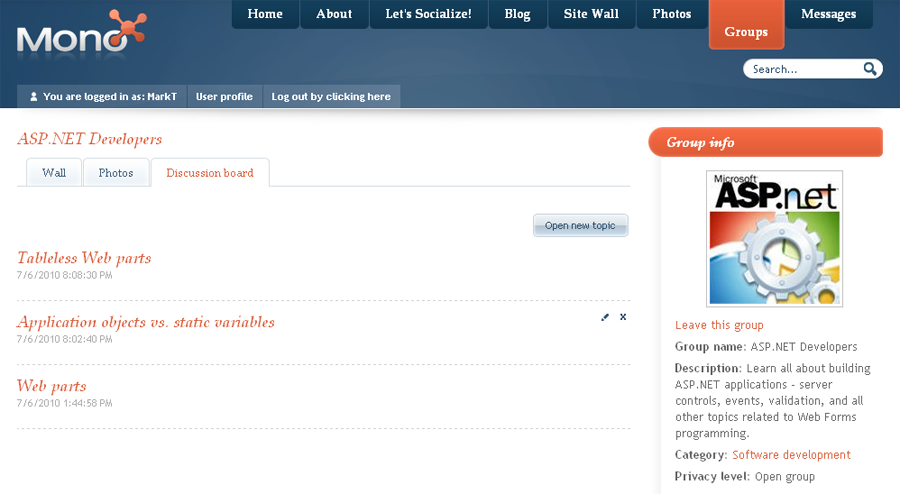 Mono
Home
About
Let's Socialize!
Blog
Site Wall
Photos
Groups
Messages
Search...
You are logged in as: MarkT
User profile
Log out by clicking here
ASP.NET Developers
Wall
Photos
Discussion board
Open new topic
Tableless Web parts
7/6/2010 8:08:30 PM
Application objects vs. static variables
7/6/2010 8:02:40 PM
Web parts
7/6/2010 1:44:58 PM
Group info
Microsoft
ASP.net
Leave this group
Group name: ASP.NET Developers
Description: Learn all about building
ASP.NET applications - server
controls, events, validation, and all
other topics related to Web Forms
programming.
Category: Software development
Privacy level: Open group